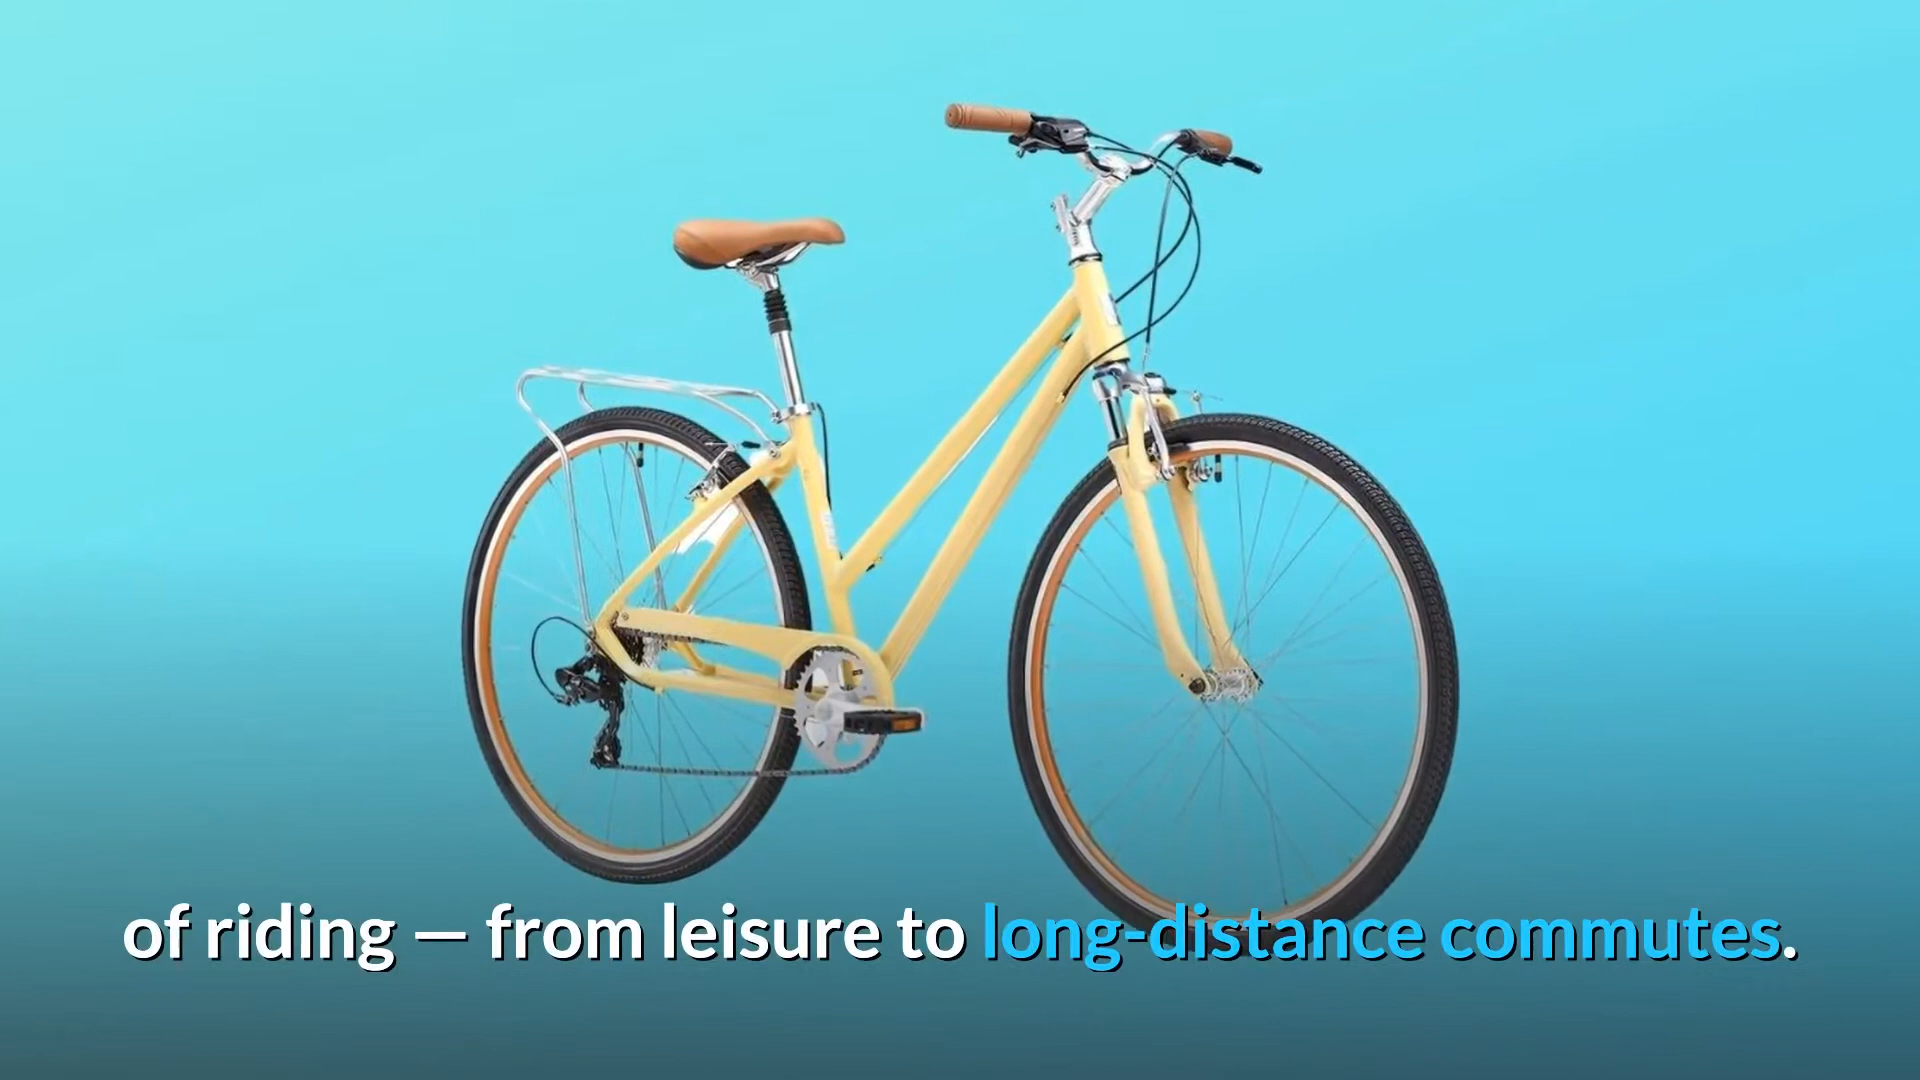 of riding — from leisure to long-distance commutes.